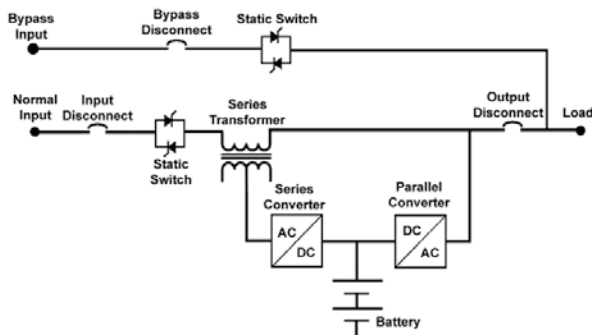 Bypass
Input
Bypass
Disconnect
Static Switch
Normal
Input
Input
Disconnect
Static
Switch
Series
Transformer
Output
Disconnect
Load
Series
Converter
AC
DC
Parallel
Converter
DC
AC
Battery